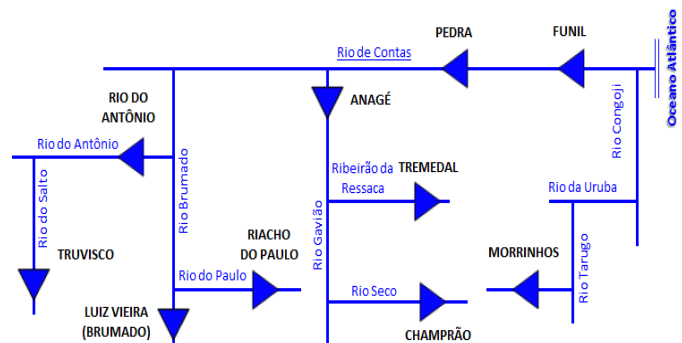 PEDRA
FUNIL
Rio de Contas
Oceano Atlântico
RIO DO
ANTÔNIO
ANAGÉ
Rio Congoji
Rio do Antônio
Ribeirão da
Ressaca
TREMEDAL
Rio do Salto
Rio Brumado
Rio da Uruba
Rio Gavião
TRUVISCO
RIACHO
DO PAULO
MORRINHOS
Rio Tarugo
Rio do Paulo
Rio Seco
LUIZ VIEIRA
(BRUMADO)
CHAMPRÃO